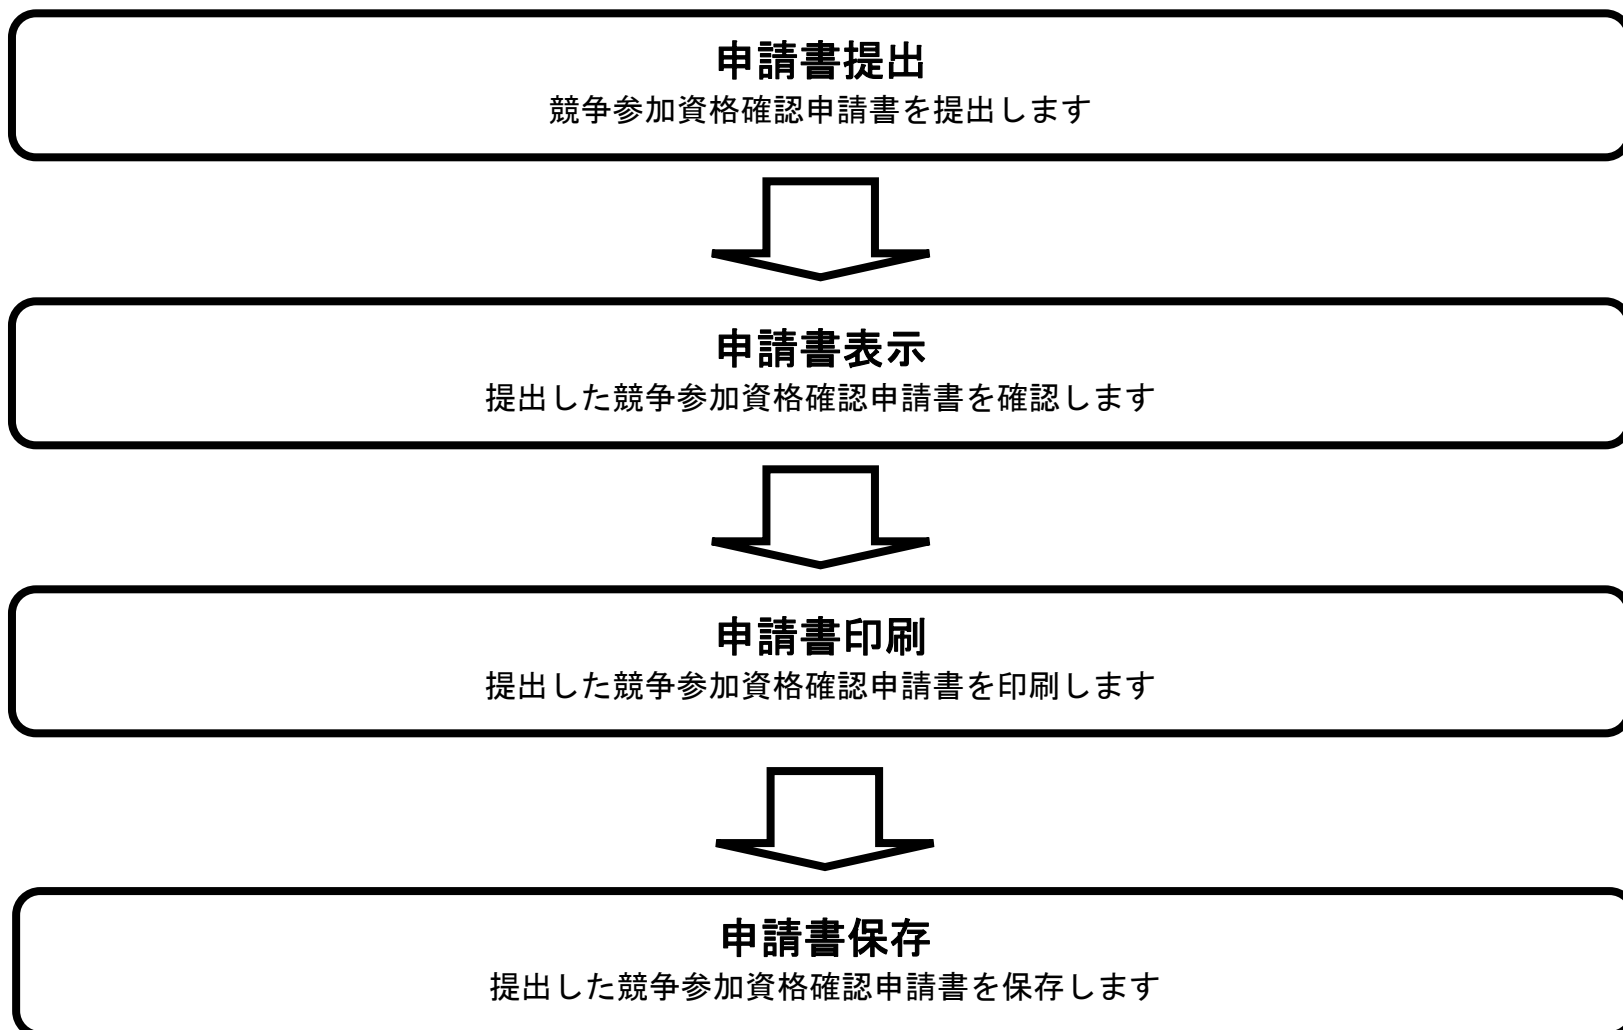 申請書提出
競争参加資格確認申請書を提出します
申請書表示
提出した競争参加資格確認申請書を確認します
申請書印刷
提出した競争参加資格確認申請書を印刷します
申請書保存
提出した競争参加資格確認申請書を保存します